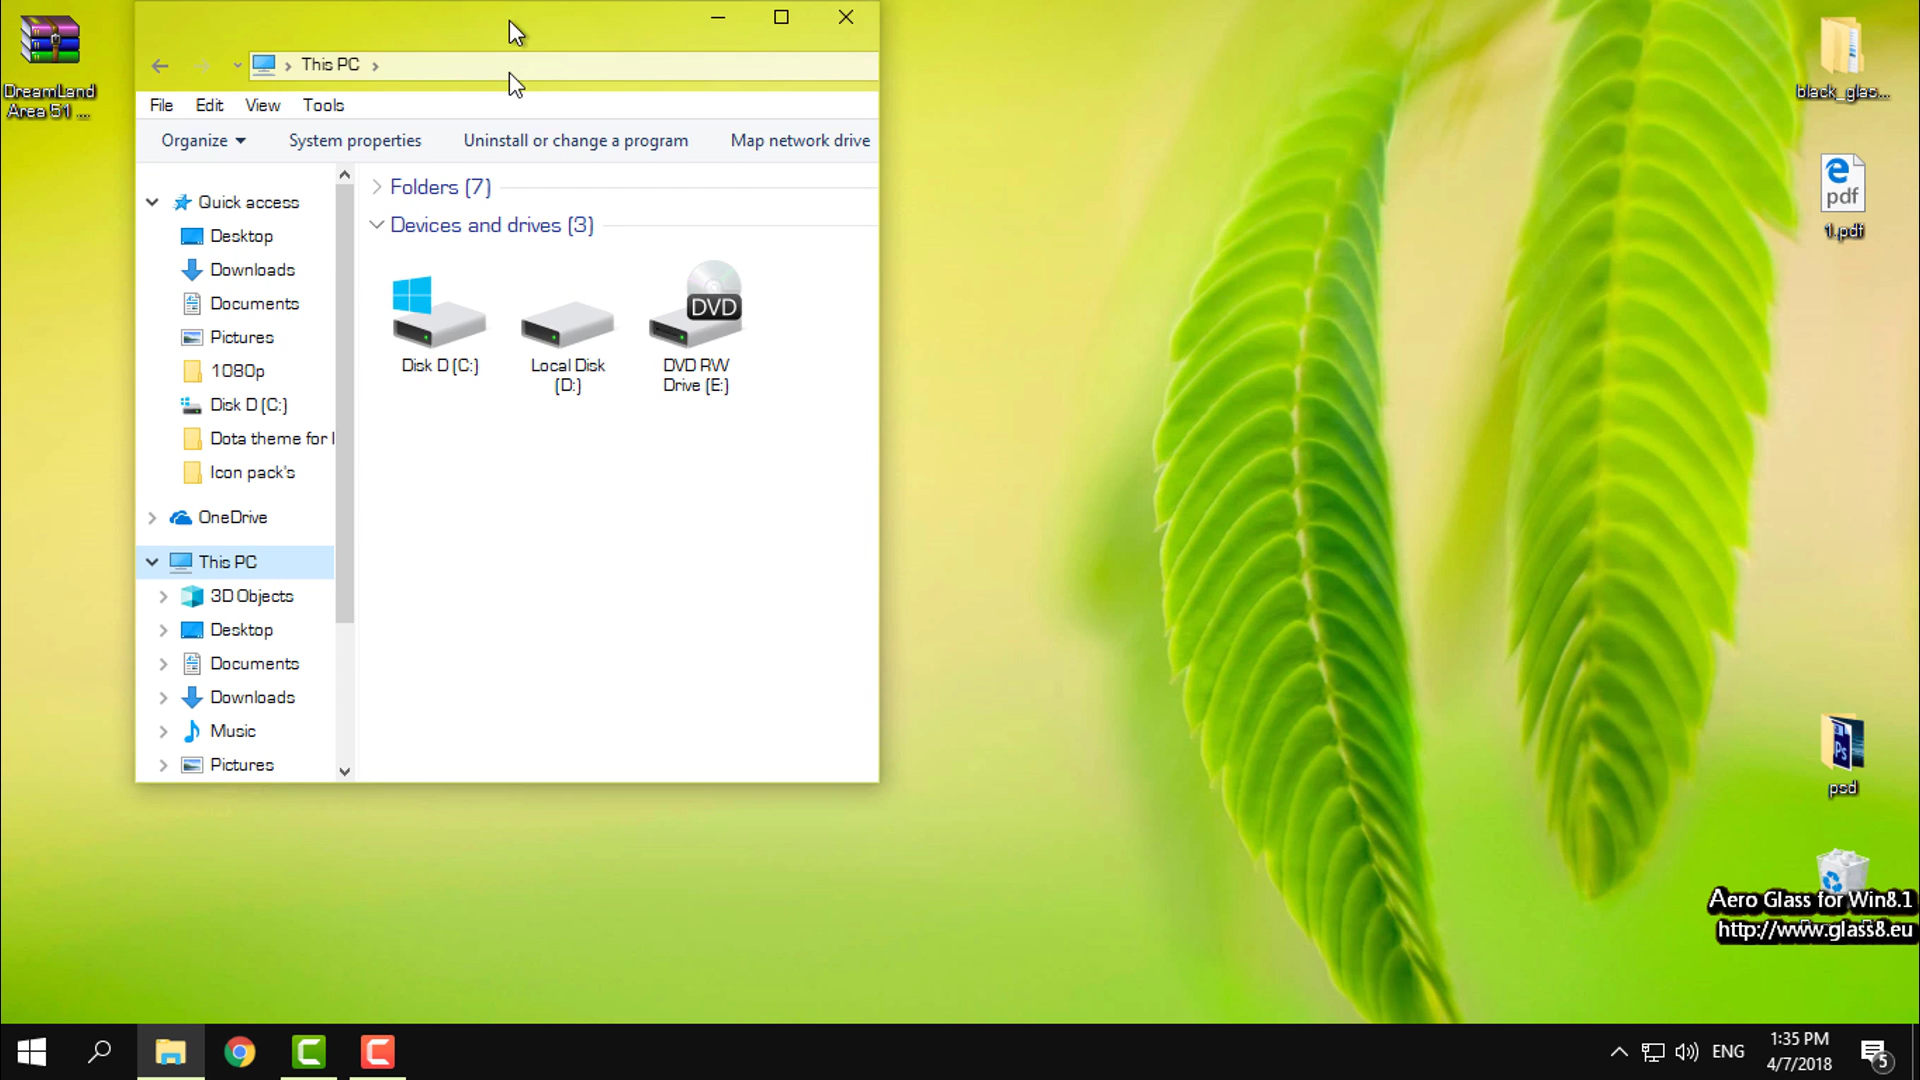 DreamLand
Area 51 ...
This PC
File Edit View Tools
Organize System properties Uninstall or change a program Map network drive
Quick access
Desktop
Downloads
Documents
Pictures
1080p
Disk D (C:)
Dota theme for
Icon pack's
OneDrive
This PC
3D Objects
Desktop
Documents
Downloads
Music
Pictures
Folders (7)
Devices and drives (3)
DVD
Disk D (C:)
Local Disk
(D:)
DVD RW
Drive (E:)
black_glas...
pdf
1.pdf
Ps
psd
Aero Glass for Win8.1
http://www.glass8.eu
ENG
1:35 PM
4/7/2018
5